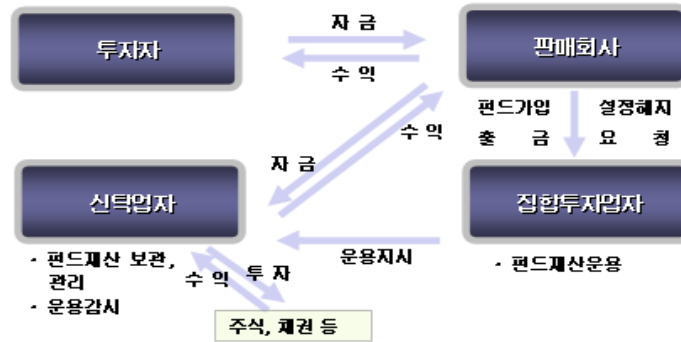 투자자
자 금
수 익
판매회사
펀드가입 설정해지
출 금 요 청
수 익
자 금
신탁업자
집합투자업자
· 펀드재산 보관,
관리
· 운용감시
운용지시
· 펀드재산운용
수 익
투 자
주식, 채권 등